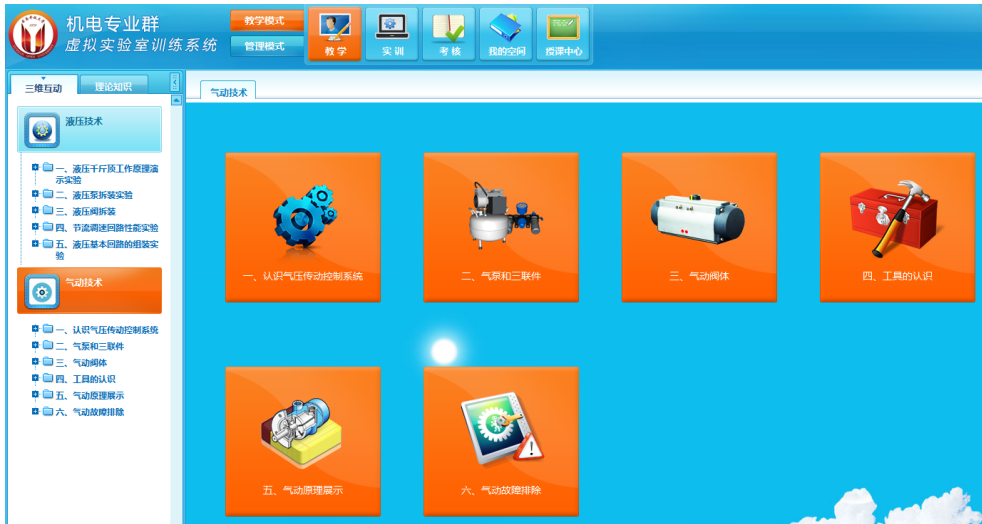 机电专业群
虚拟实验室训练系统
教学模式
管理模式
教 学
实 训
考 核
我的空间
授课中心
三维互动
理论知识
液压技术
一、液压千斤顶工作原理演
示实验
二、液压泵拆装实验
三、液压阀拆装
四、节流调速回路性能实验
五、液压基本回路的组装实
验
气动技术
一、认识气压传动控制系统
二、气泵和三联件
三、气动阀体
四、工具的认识
五、气动原理展示
六、气动故障排除
气动技术
一、认识气压传动控制系统
二、气泵和三联件
三、气动阀体
四、工具的认识
五、气动原理展示
六、气动故障排除